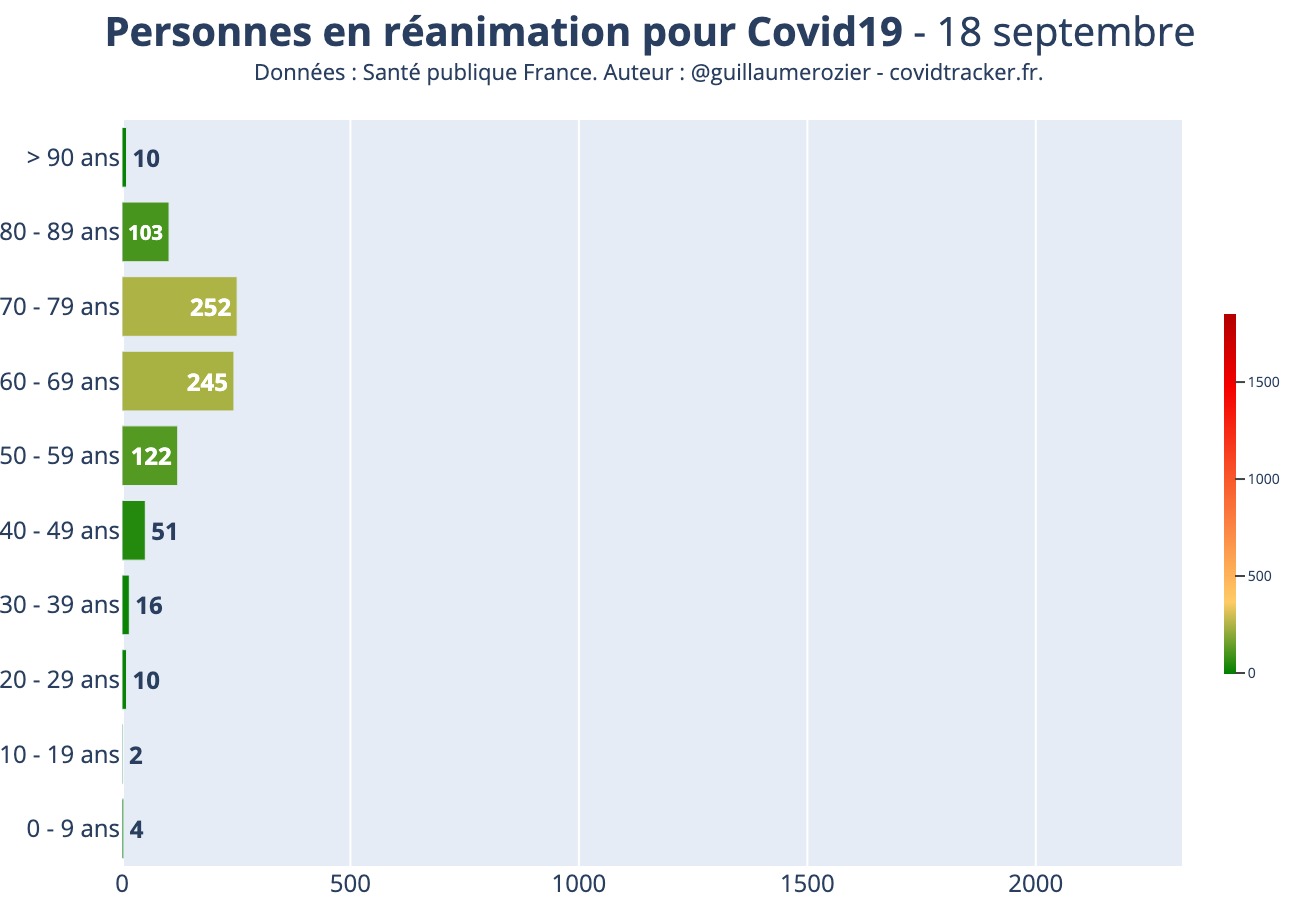 Personnes en réanimation pour Covid19 - 18 septembre
Données : Santé publique France. Auteur : @guillaumerozier - covidtracker.fr.
> 90 ans 10
80 - 89 ans 103
70 - 79 ans 252
60 - 69 ans 245
50 - 59 ans 122
40 - 49 ans 51
30 - 39 ans 16
20 - 29 ans 10
10 - 19 ans 2
0 - 9 ans 4
0 500 1000 1500 2000
1500
1000
500
0